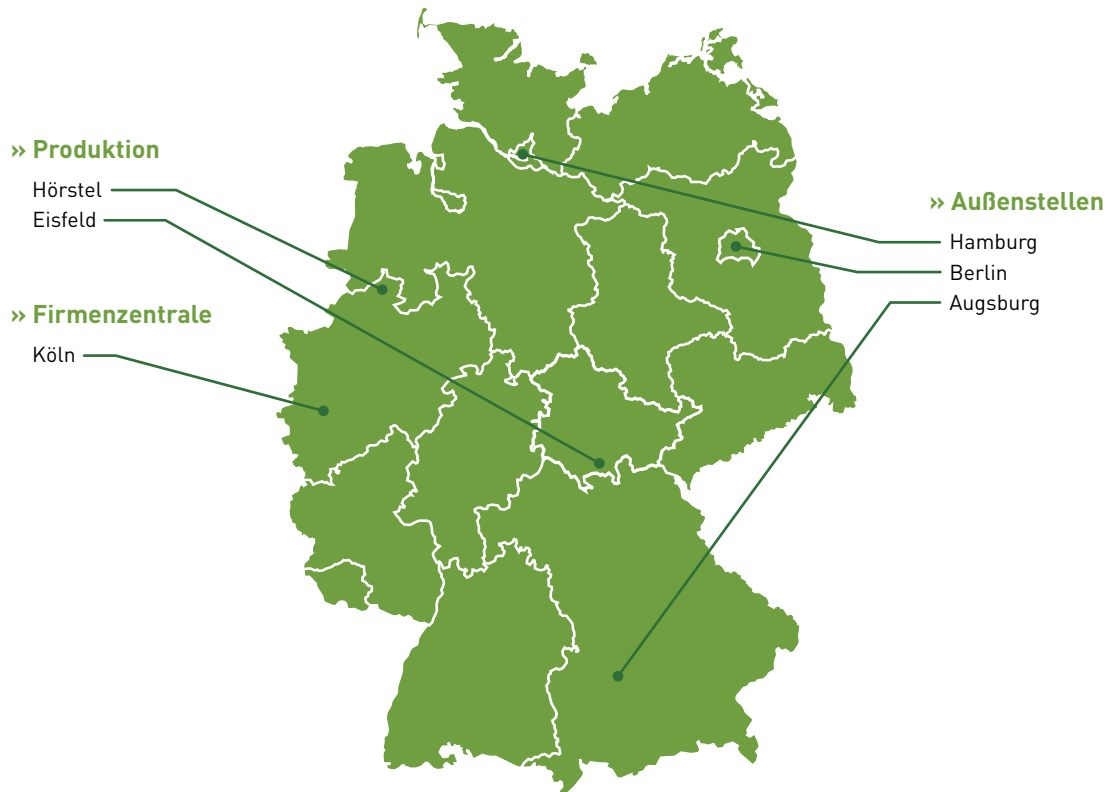 » Produktion
Hörstel
Eisfeld
» Firmenzentrale
Köln
» Außenstellen
Hamburg
Berlin
Augsburg